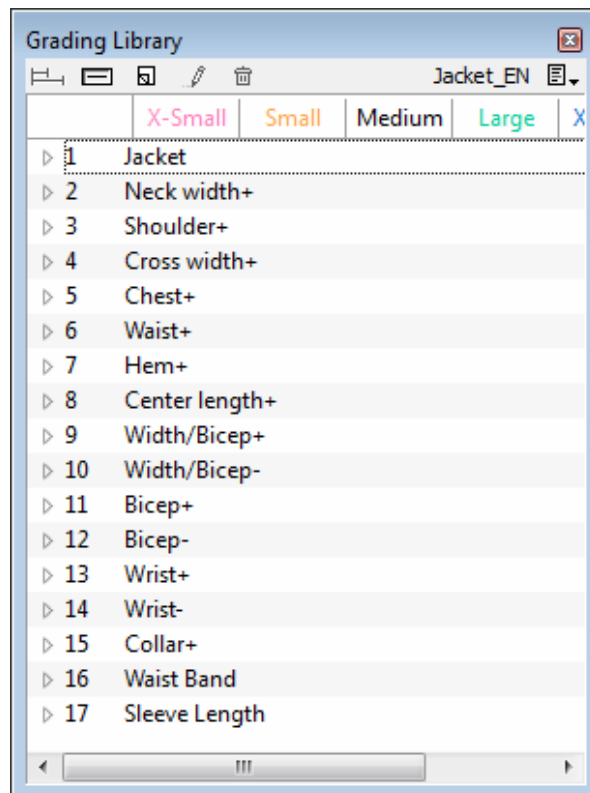 Grading Library
Jacket_EN
X-Small Small Medium Large X
1 Jacket
2 Neck width+
3 Shoulder+
4 Cross width+
5 Chest+
6 Waist+
7 Hem+
8 Center length+
9 Width/Bicep+
10 Width/Bicep-
11 Bicep+
12 Bicep-
13 Wrist+
14 Wrist-
15 Collar+
16 Waist Band
17 Sleeve Length